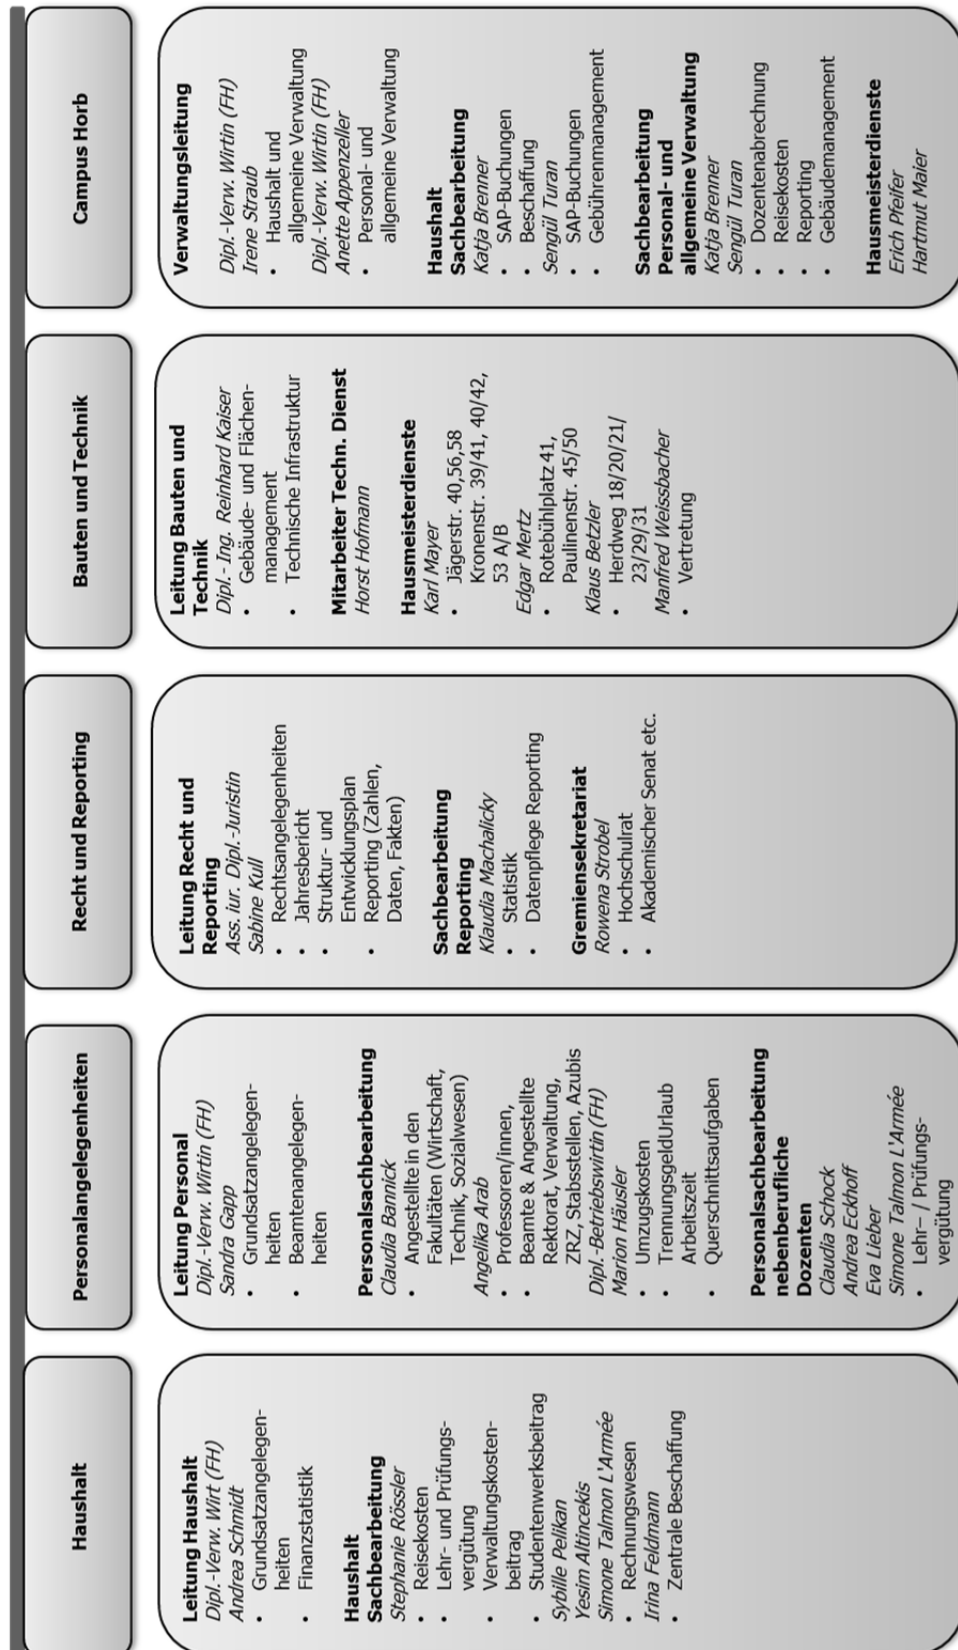 Haushalt
Leitung Haushalt
Dipl.-Verw. Wirt (FH)
Andrea Schmidt
• Grundsatzangelegen-
heiten
• Finanzstatistik
Haushalt
Sachbearbeitung
Stephanie Rössler
• Reisekosten
• Lehr- und Prüfungs-
vergütung
• Verwaltungskosten-
beitrag
• Studentenwerksbeitrag
Sybille Pelikan
Yesim Altincekis
Simone Talmon L'Armée
• Rechnungswesen
Irina Feldmann
• Zentrale Beschaffung
Personalangelegenheiten
Leitung Personal
Dipl.-Verw. Wirtin (FH)
Sandra Gapp
• Grundsatzangelegen-
heiten
• Beamtenangelegen-
heiten
Personalsachbearbeitung
Claudia Bannick
• Angestellte in den
Fakultäten (Wirtschaft,
Technik, Sozialwesen)
Angelika Arab
• Professoren/innen,
• Beamte & Angestellte
Rektorat, Verwaltung,
ZRZ, Stabsstellen, Azubis
Dipl.-Betriebswirtin (FH)
Marion Häusler
• Umzugskosten
• TrennungsgeldUrlaub
Arbeitszeit
• Querschnittsaufgaben
Personalsachbearbeitung
nebenberufliche
Dozenten
Claudia Schock
Andrea Eckhoff
Eva Lieber
Simone Talmon L'Armée
• Lehr– / Prüfungs-
vergütung
Recht und Reporting
Leitung Recht und
Reporting
Ass. iur. Dipl.-Juristin
Sabine Kull
• Rechtsangelegenheiten
• Jahresbericht
• Struktur- und
Entwicklungsplan
• Reporting (Zahlen,
Daten, Fakten)
Sachbearbeitung
Reporting
Klaudia Machalicky
• Statistik
• Datenpflege Reporting
Gremiensekretariat
Rowena Strobel
• Hochschulrat
• Akademischer Senat etc.
Bauten und Technik
Leitung Bauten und
Technik
Dipl.- Ing. Reinhard Kaiser
• Gebäude- und Flächen-
management
• Technische Infrastruktur
Mitarbeiter Techn. Dienst
Horst Hofmann
Hausmeisterdienste
Karl Mayer
• Jägerstr. 40,56,58
Kronenstr. 39/41, 40/42,
53 A/B
Edgar Mertz
• Rotebühlplatz 41,
Paulinenstr. 45/50
Klaus Betzler
• Herdweg 18/20/21/
23/29/31
Manfred Weissbacher
• Vertretung
Campus Horb
Verwaltungsleitung
Dipl.-Verw. Wirtin (FH)
Irene Straub
• Haushalt und
allgemeine Verwaltung
Dipl.-Verw. Wirtin (FH)
Anette Appenzeller
• Personal- und
allgemeine Verwaltung
Haushalt
Sachbearbeitung
Katja Brenner
• SAP-Buchungen
• Beschaffung
Sengül Turan
• SAP-Buchungen
• Gebührenmanagement
Sachbearbeitung
Personal- und
allgemeine Verwaltung
Katja Brenner
Sengül Turan
• Dozentenabrechnung
• Reisekosten
• Reporting
• Gebäudemanagement
Hausmeisterdienste
Erich Pfeifer
Hartmut Maier